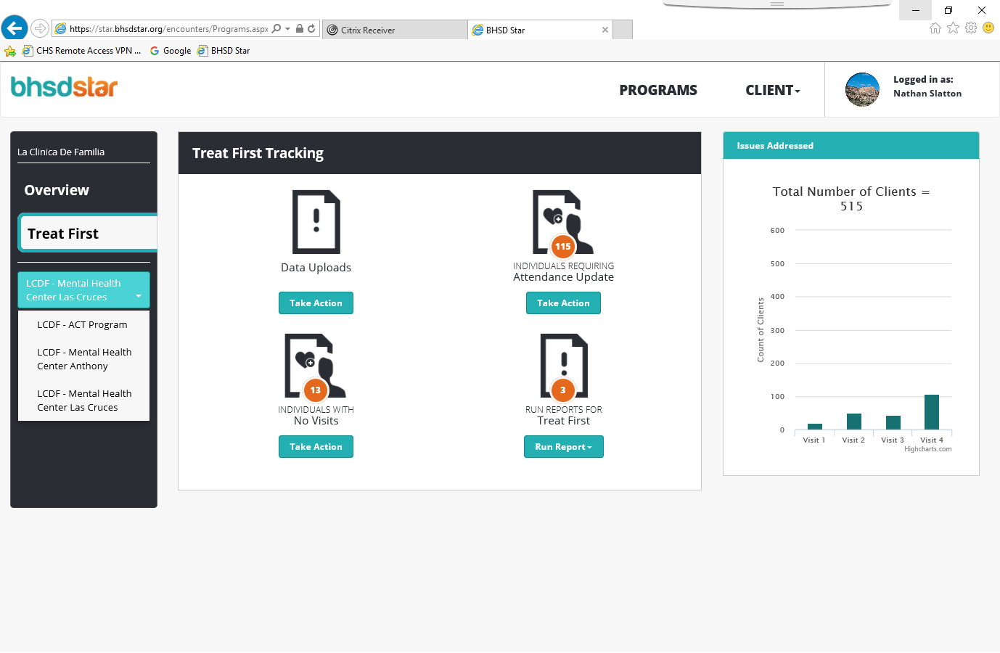 https://star.bhsdstar.org/encounters/Programs.aspx
Citrix Receiver
BHSD Star
CHS Remote Access VPN ...
Google
BHSD Star
bhsdstar
PROGRAMS
CLIENT
Logged in as:
Nathan Slatton
La Clinica De Familia
Overview
Treat First
LCDF - Mental Health
Center Las Cruces
LCDF - ACT Program
LCDF - Mental Health
Center Anthony
LCDF - Mental Health
Center Las Cruces
Treat First Tracking
Data Uploads
Take Action
115
INDIVIDUALS REQUIRING
Attendance Update
Take Action
13
INDIVIDUALS WITH
No Visits
Take Action
3
RUN REPORTS FOR
Treat First
Run Report
Issues Addressed
Total Number of Clients =
515
Count of Clients
600
500
400
300
200
100
0
Visit 1
Visit 2
Visit 3
Visit 4
Highcharts.com